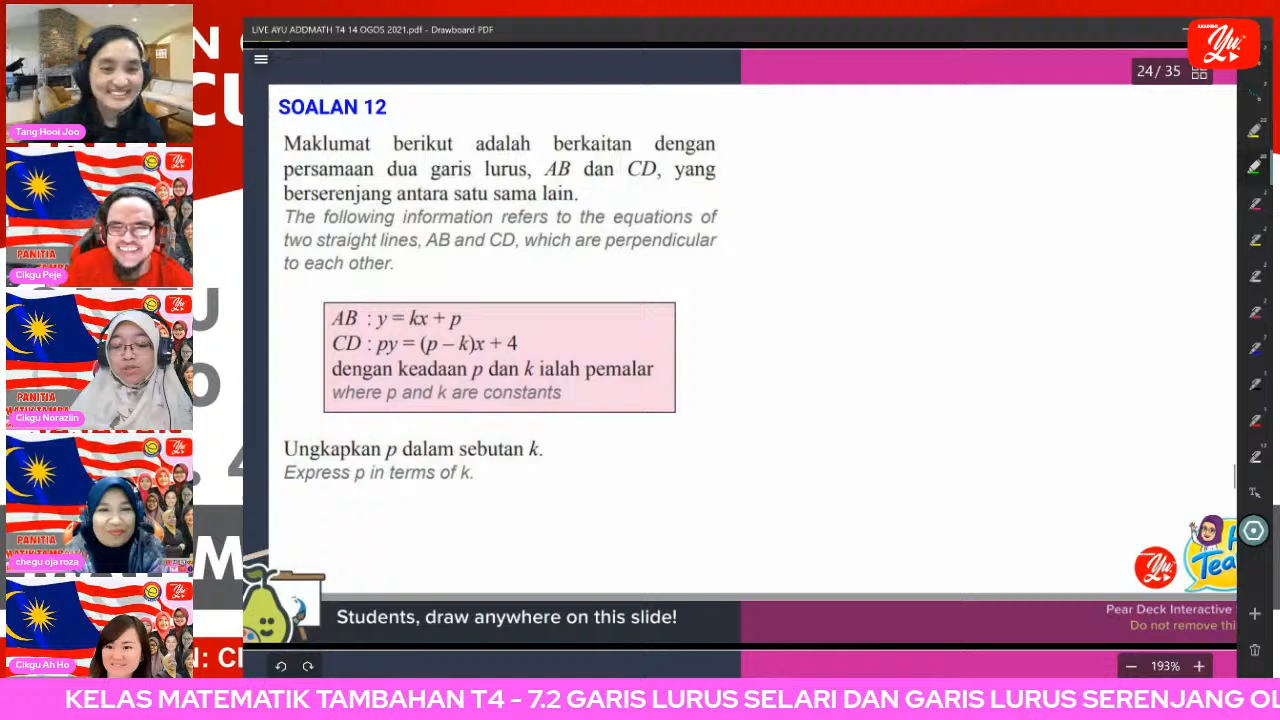 LIVE AYU ADDMATH T4 14 OGOS 2021.pdf - Drawboard PDF
24 / 35
SOALAN 12
Maklumat berikut adalah berkaitan dengan
persamaan dua garis lurus, AB dan CD, yang
berserenjang antara satu sama lain.
The following information refers to the equations of
two straight lines, AB and CD, which are perpendicular
to each other.
AB : y = kx + p
CD : py = (p – k)x + 4
dengan keadaan p dan k ialah pemalar
where p and k are constants
Ungkapkan p dalam sebutan k.
Express p in terms of k.
Students, draw anywhere on this slide!
Pear Deck Interactive
Do not remove thi
193%
Tang Hooi Joo
PANITIA
Cikgu Peje
PANITIA
Cikgu Norazlin
PANITIA
chegu oja roza
Cikgu Ah Ho
KELAS MATEMATIK TAMBAHAN T4 - 7.2 GARIS LURUS SELARI DAN GARIS LURUS SERENJANG OL